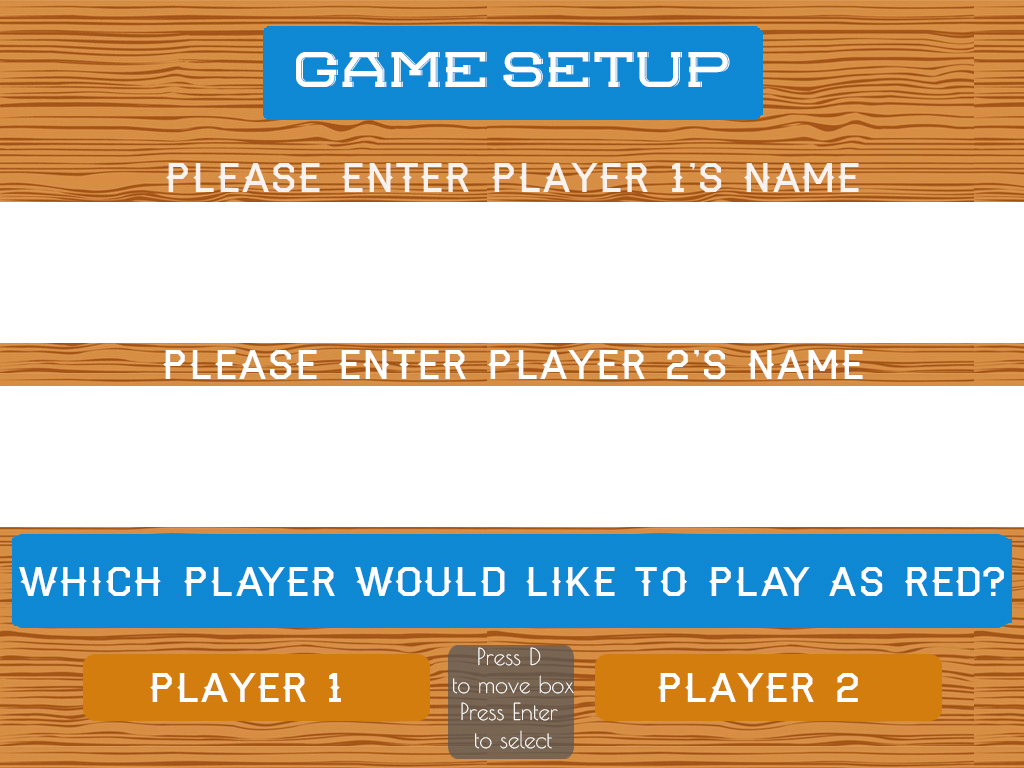 GAME SETUP
PLEASE ENTER PLAYER 1'S NAME
PLEASE ENTER PLAYER 2'S NAME
WHICH PLAYER WOULD LIKE TO PLAY AS RED?
PLAYER 1
Press D
to move box
Press Enter
to select
PLAYER 2